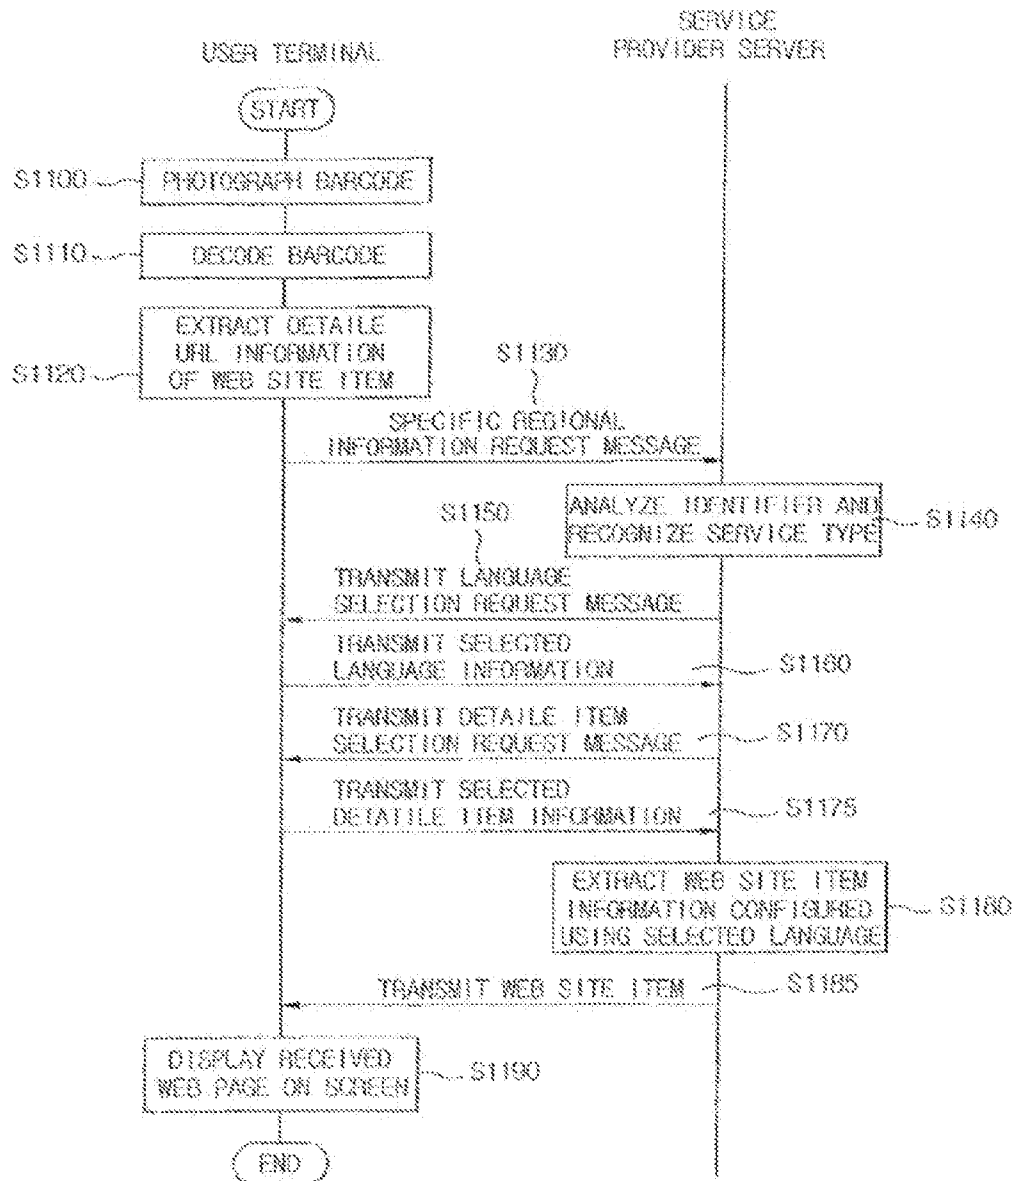 USER TERMINAL
SERVICE
PROVIDER SERVER
START
S1100
PHOTOGRAPH BARCODE
S1110
DECODE BARCODE
S1120
EXTRACT DETAILE
URL INFORMATION
OF WEB SITE ITEM
S1130
SPECIFIC REGIONAL
INFORMATION REQUEST MESSAGE
ANALYZE IDENTIFIER AND
RECOGNIZE SERVICE TYPE
S1140
S1150
TRANSMIT LANGUAGE
SELECTION REQUEST MESSAGE
TRANSMIT SELECTED
LANGUAGE INFORMATION
S1160
TRANSMIT DETAILE ITEM
SELECTION REQUEST MESSAGE
S1170
TRANSMIT SELECTED
DETATILE ITEM INFORMATION
S1175
EXTRACT WEB SITE ITEM
INFORMATION CONFIGURED
USING SELECTED LANGUAGE
S1180
TRANSMIT WEB SITE ITEM
S1185
DISPLAY RECEIVED
WEB PAGE ON SCREEN
S1190
END